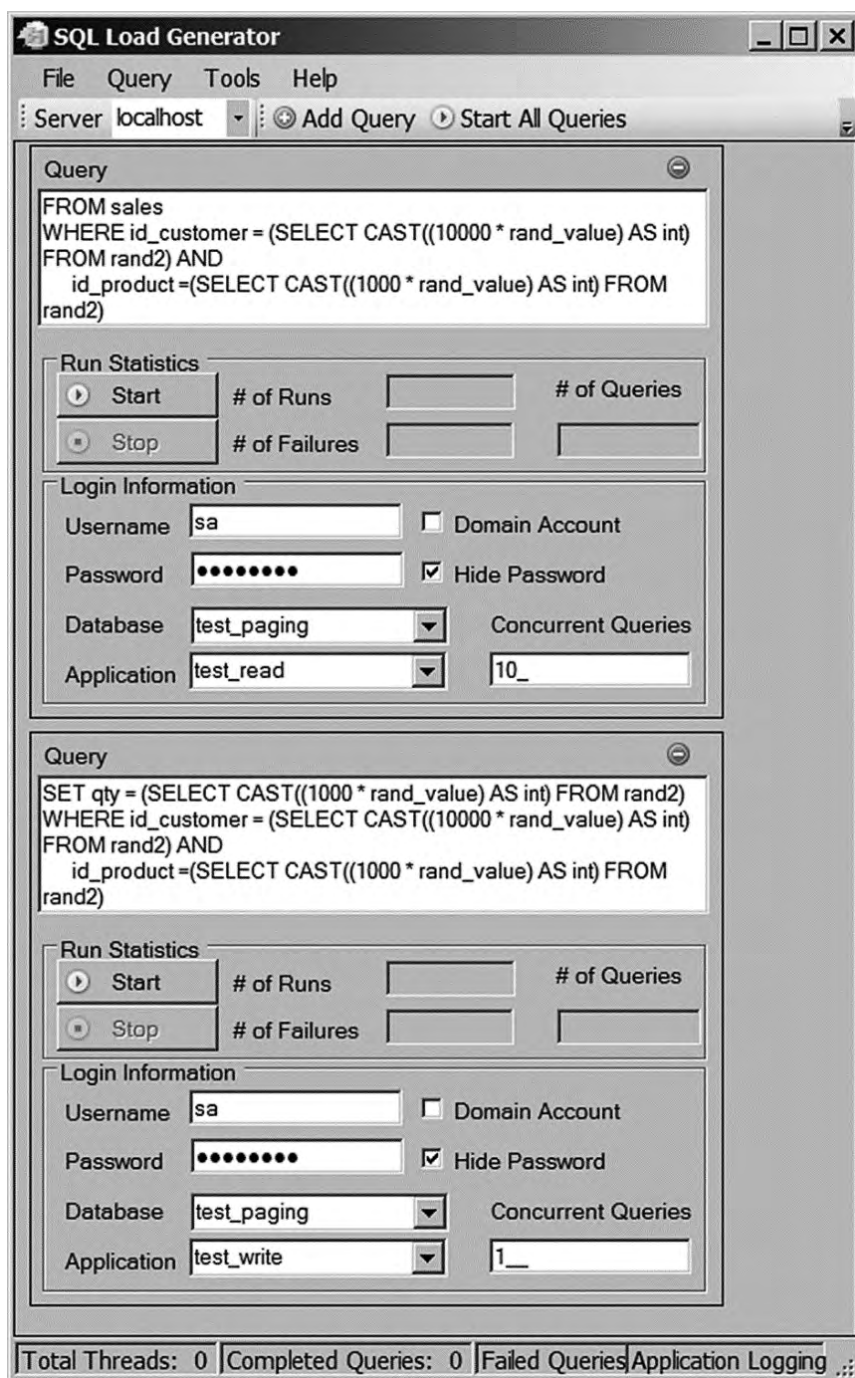 SQL Load Generator
File Query Tools Help
Server localhost Add Query Start All Queries
Query
FROM sales
WHERE id_customer = (SELECT CAST((10000 * rand_value) AS int)
FROM rand2) AND
id_product =(SELECT CAST((1000 * rand_value) AS int) FROM
rand2)
Run Statistics
Start # of Runs # of Queries
Stop # of Failures
Login Information
Username sa Domain Account
Password ●●●●●●●● Hide Password
Database test_paging Concurrent Queries
Application test_read 10_
Query
SET qty = (SELECT CAST((1000 * rand_value) AS int) FROM rand2)
WHERE id_customer = (SELECT CAST((10000 * rand_value) AS int)
FROM rand2) AND
id_product =(SELECT CAST((1000 * rand_value) AS int) FROM
rand2)
Run Statistics
Start # of Runs # of Queries
Stop # of Failures
Login Information
Username sa Domain Account
Password ●●●●●●●● Hide Password
Database test_paging Concurrent Queries
Application test_write 1__
Total Threads: 0 Completed Queries: 0 Failed Queries Application Logging